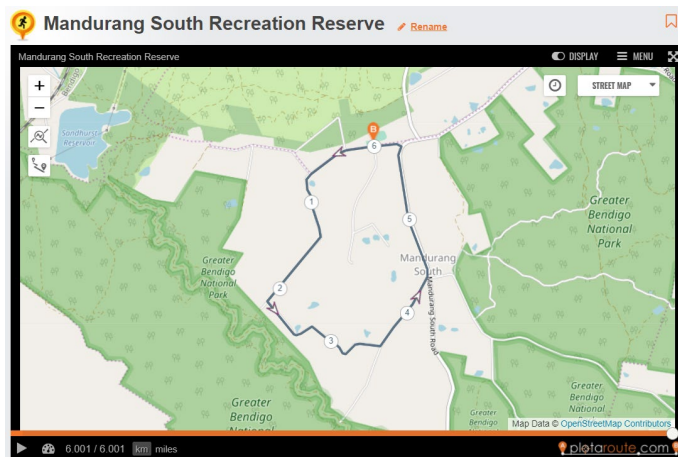 Mandurang South Recreation Reserve Rename
Mandurang South Recreation Reserve DISPLAY MENU
+
−
STREET MAP
Sandhurst
Reservoir
B
6
1
5
Greater
Bendigo
National
Park
Mandurang
South
Greater
Bendigo
National
Park
2
Mandurang South Road
4
3
Greater
Bendigo
National
Greater
Bendigo
National
Greater
Bendigo
Map Data © OpenStreetMap Contributors
6.001 / 6.001 km miles
plotaroute.com